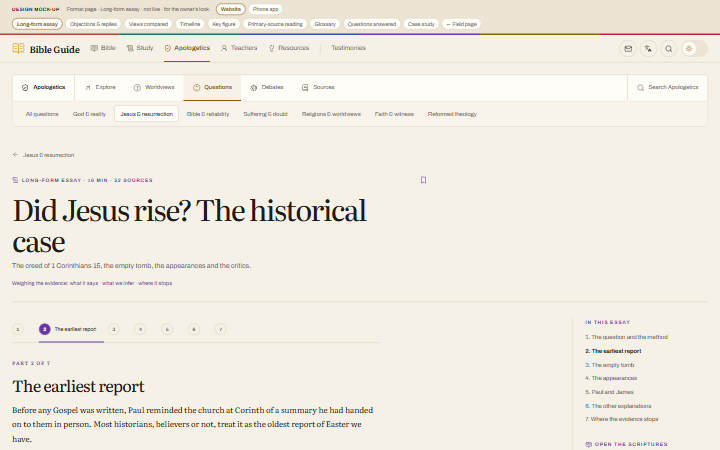 DESIGN MOCK-UP Format page · Long-form essay · not live · for the owner's look Website Phone app
Long-form essay Objections & replies Views compared Timeline Key figure Primary-source reading Glossary Questions answered Case study ← Field page
Bible Guide Bible Study Apologetics Teachers Resources Testimonies
Apologetics Explore Worldviews Questions Debates Sources Search Apologetics
All questions God & reality Jesus & resurrection Bible & reliability Suffering & doubt Religions & worldviews Faith & witness Reformed theology
← Jesus & resurrection
LONG-FORM ESSAY · 16 MIN · 22 SOURCES
Did Jesus rise? The historical
case
The creed of 1 Corinthians 15, the empty tomb, the appearances and the critics.
Weighing the evidence: what it says · what we infer · where it stops
1 2 The earliest report 3 4 5 6 7
PART 2 OF 7
The earliest report
Before any Gospel was written, Paul reminded the church at Corinth of a summary he had handed
on to them in person. Most historians, believers or not, treat it as the oldest report of Easter we
have.
IN THIS ESSAY
1. The question and the method
2. The earliest report
3. The empty tomb
4. The appearances
5. Paul and James
6. The other explanations
7. Where the evidence stops
OPEN THE SCRIPTURES